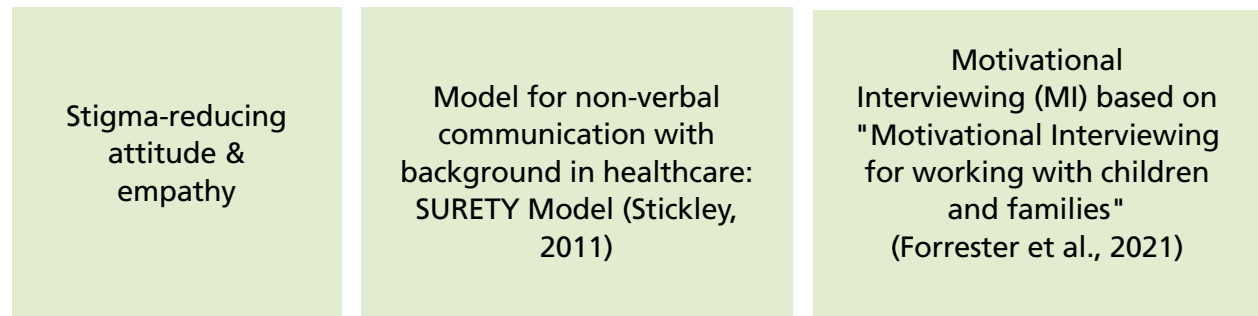 Stigma-reducing
attitude &
empathy
Model for non-verbal
communication with
background in healthcare:
SURETY Model (Stickley,
2011)
Motivational
Interviewing (MI) based on
"Motivational Interviewing
for working with children
and families"
(Forrester et al., 2021)